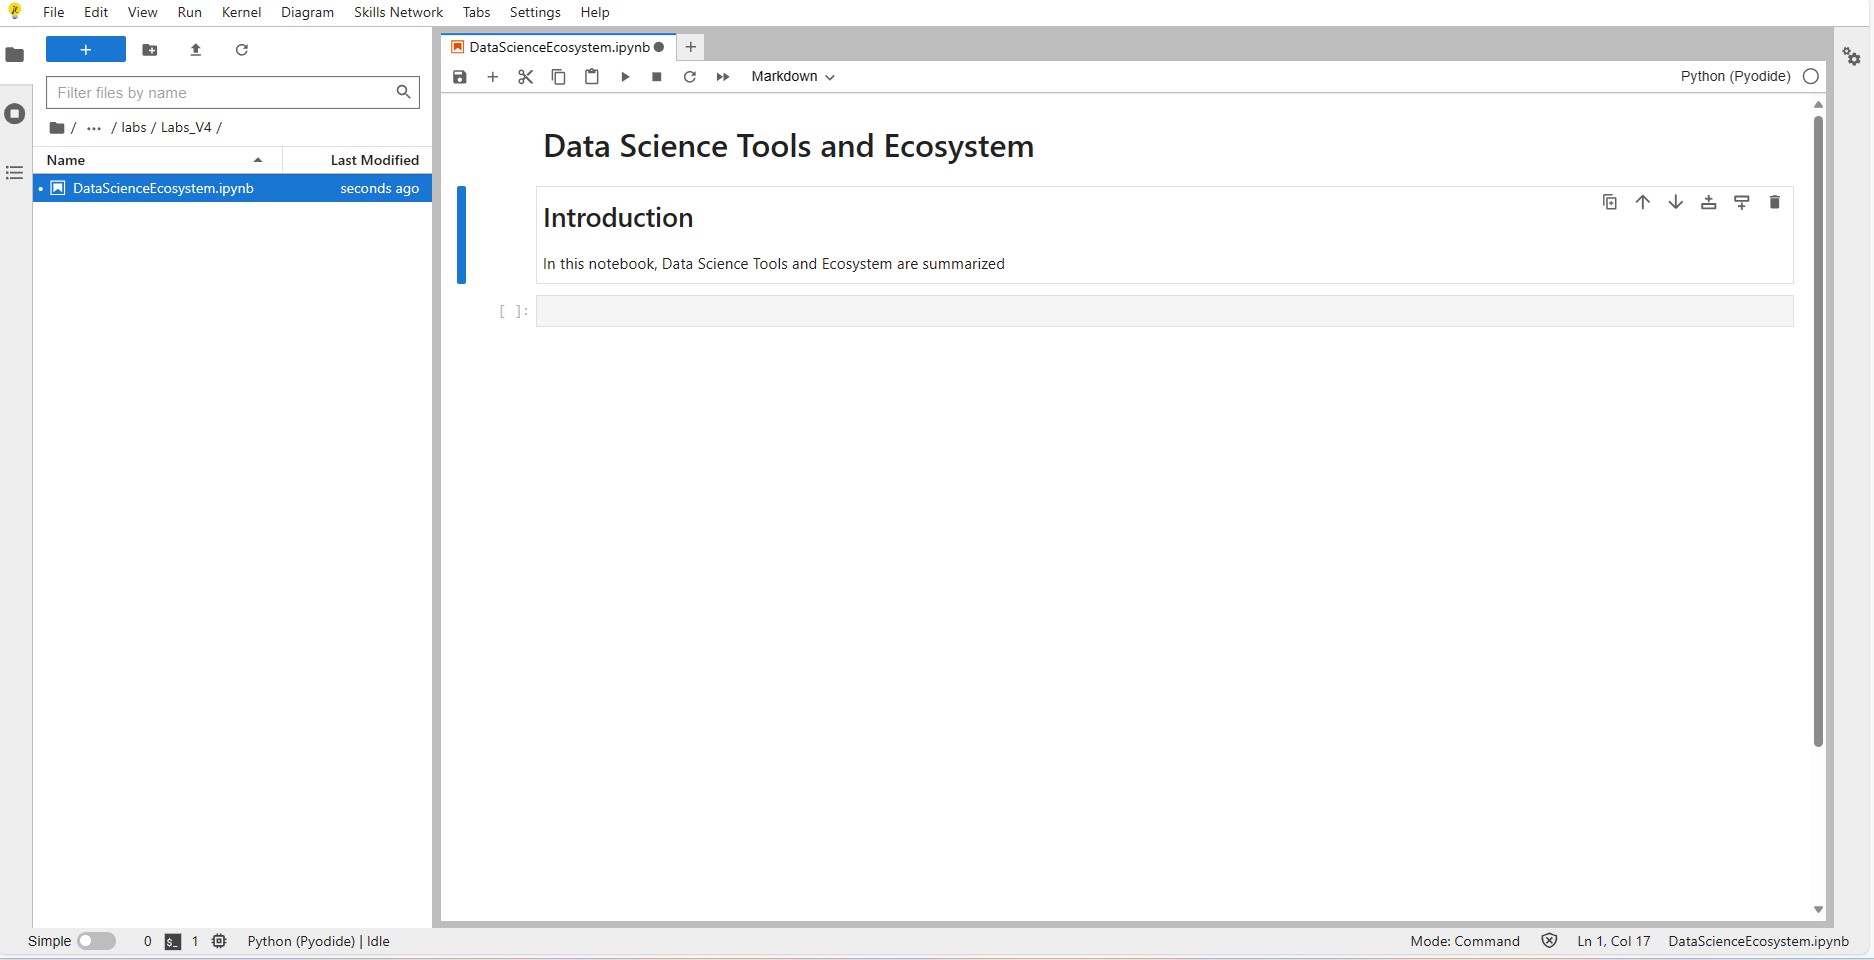 File Edit View Run Kernel Diagram Skills Network Tabs Settings Help
Filter files by name
/ ... / labs / Labs_V4 /
Name Last Modified
DataScienceEcosystem.ipynb seconds ago
DataScienceEcosystem.ipynb
Markdown
Python (Pyodide)
Data Science Tools and Ecosystem
Introduction
In this notebook, Data Science Tools and Ecosystem are summarized
[ ]:
Simple 0 $_ 1 Python (Pyodide) | Idle
Mode: Command Ln 1, Col 17 DataScienceEcosystem.ipynb